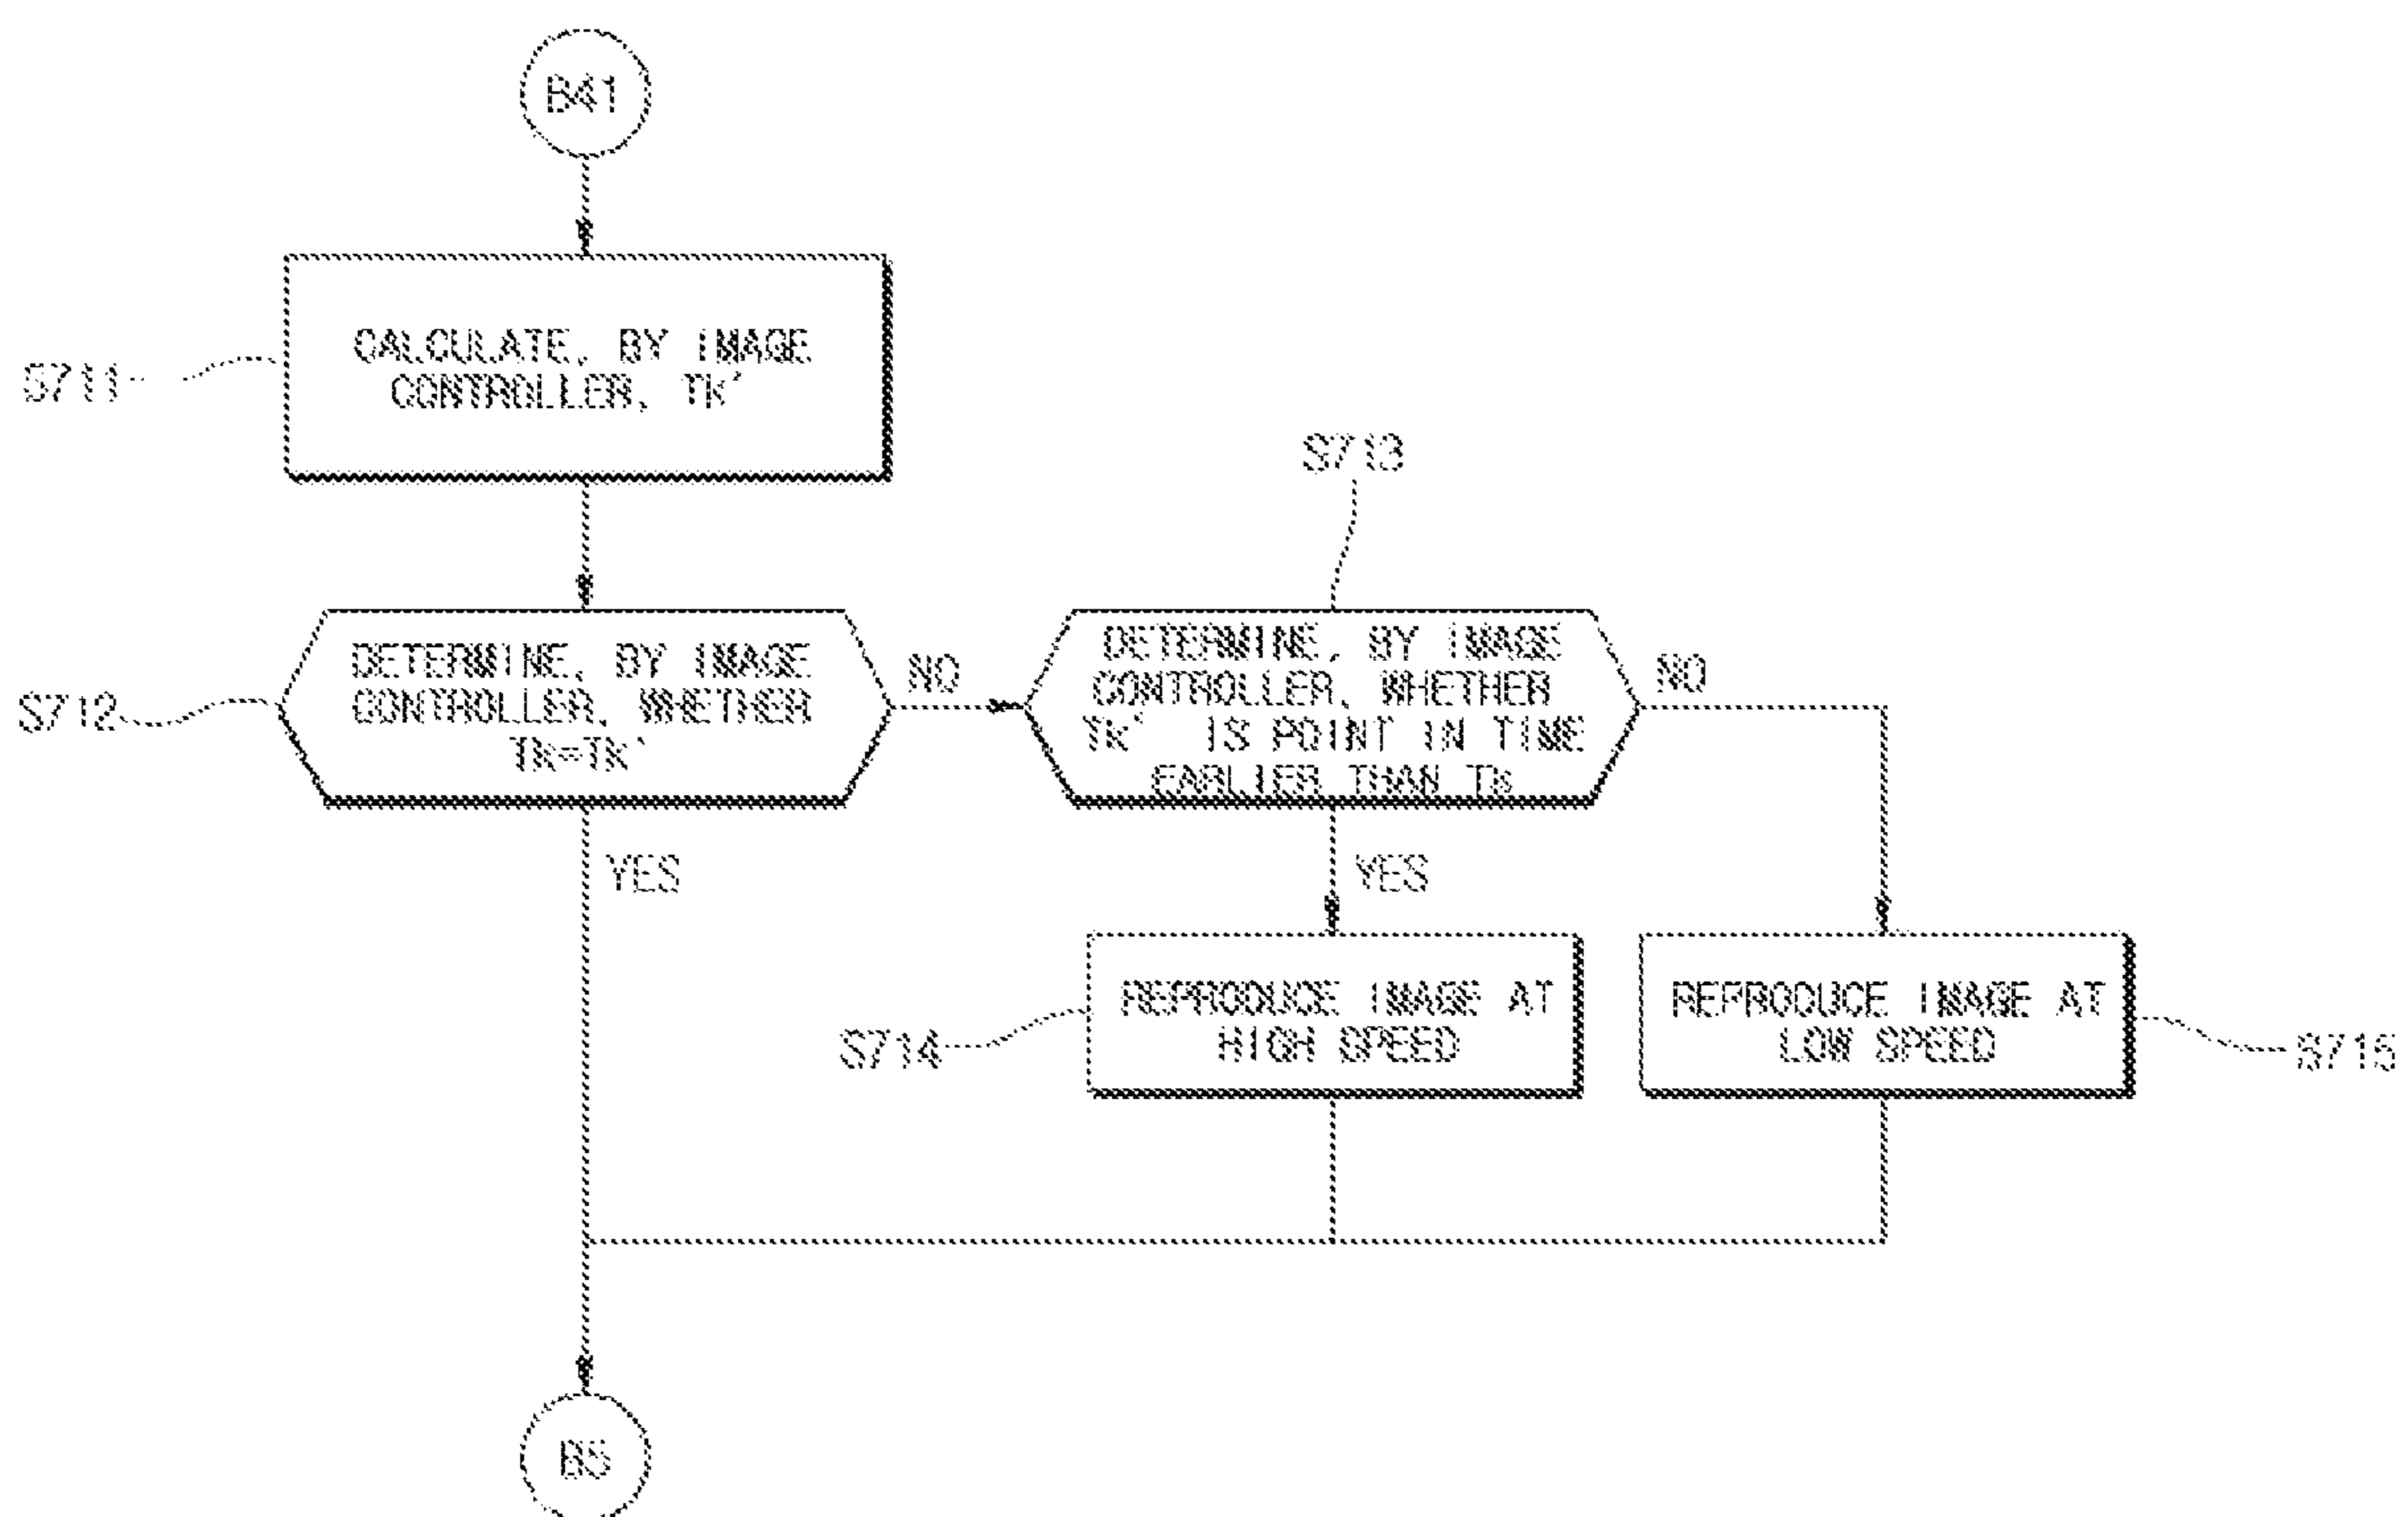 B41
CALCULATE, BY IMAGE
CONTROLLER, Tk'
S711
S713
DETERMINE, BY IMAGE
CONTROLLER, WHETHER
Tk=Tk'
NO
S712
DETERMINE, BY IMAGE
CONTROLLER, WHETHER
Tk' IS POINT IN TIME
EARLIER THAN Tk
NO
YES
YES
REPRODUCE IMAGE AT
HIGH SPEED
S714
REPRODUCE IMAGE AT
LOW SPEED
S715
B5